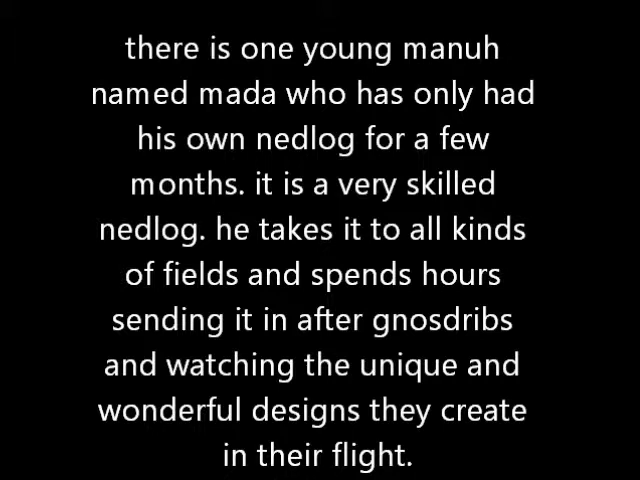 there is one young manuh
named mada who has only had
his own nedlog for a few
months. it is a very skilled
nedlog. he takes it to all kinds
of fields and spends hours
sending it in after gnosdribs
and watching the unique and
wonderful designs they create
in their flight.